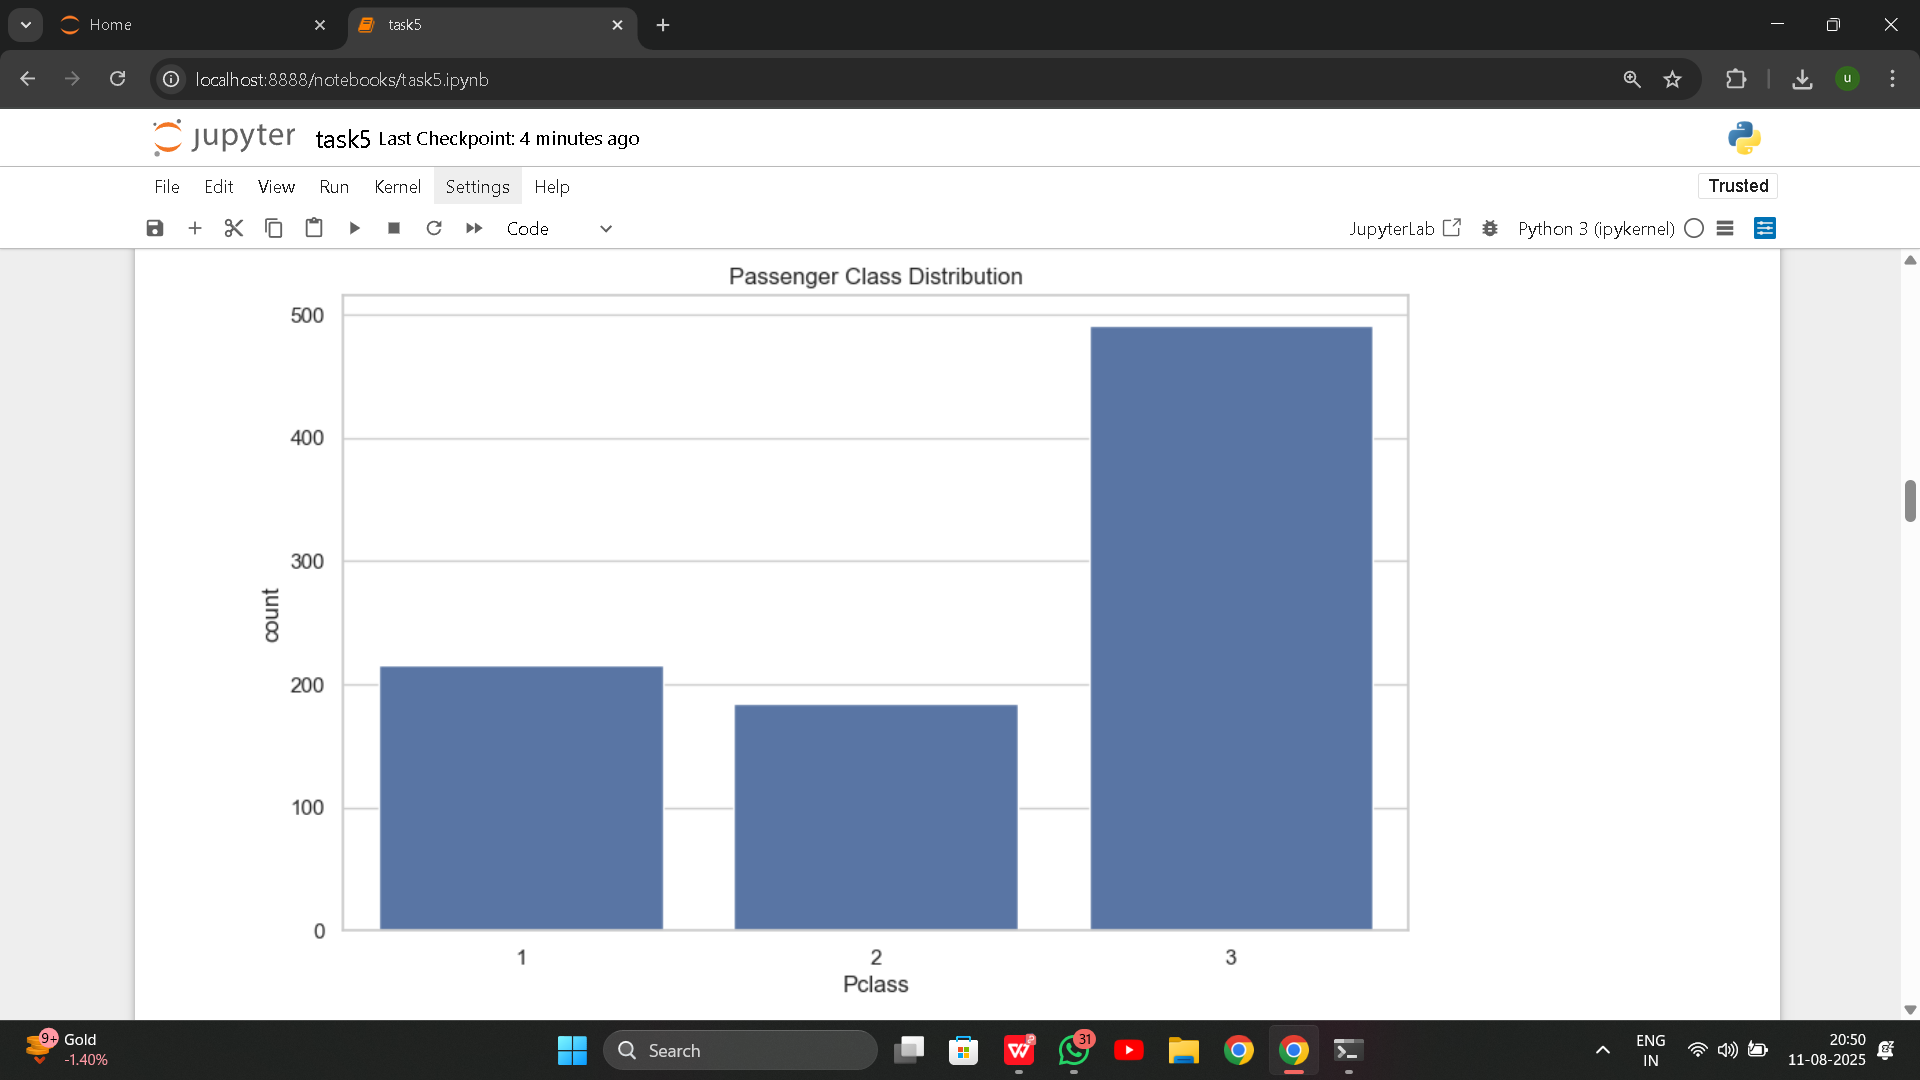 Home
task5
localhost:8888/notebooks/task5.ipynb
u
jupyter task5 Last Checkpoint: 4 minutes ago
File Edit View Run Kernel Settings Help
Trusted
Code
JupyterLab
Python 3 (ipykernel)
Passenger Class Distribution
500
400
300
200
100
0
count
1 2 3
Pclass
9+
Gold
-1.40%
Search
31
ENG
IN
20:50
11-08-2025